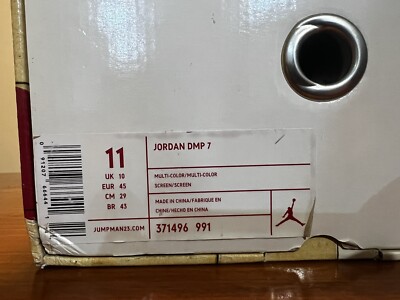 11
UK 10
EUR 45
CM 29
BR 43
JUMPMAN23.COM
JORDAN DMP 7
MULTI-COLOR/MULTI-COLOR
SCREEN/SCREEN
MADE IN CHINA/FABRIQUE EN
CHINE/HECHO EN CHINA
371496 991